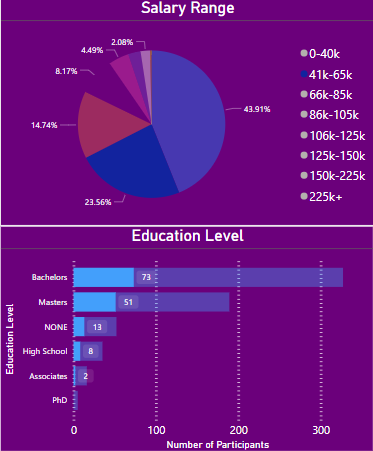 Salary Range
2.08%
4.49%
8.17%
14.74%
23.56%
43.91%
0-40k
41k-65k
66k-85k
86k-105k
106k-125k
125k-150k
150k-225k
225k+
Education Level
Education Level
Bachelors
Masters
NONE
High School
Associates
PhD
73
51
13
8
2
0
100
200
300
Number of Participants